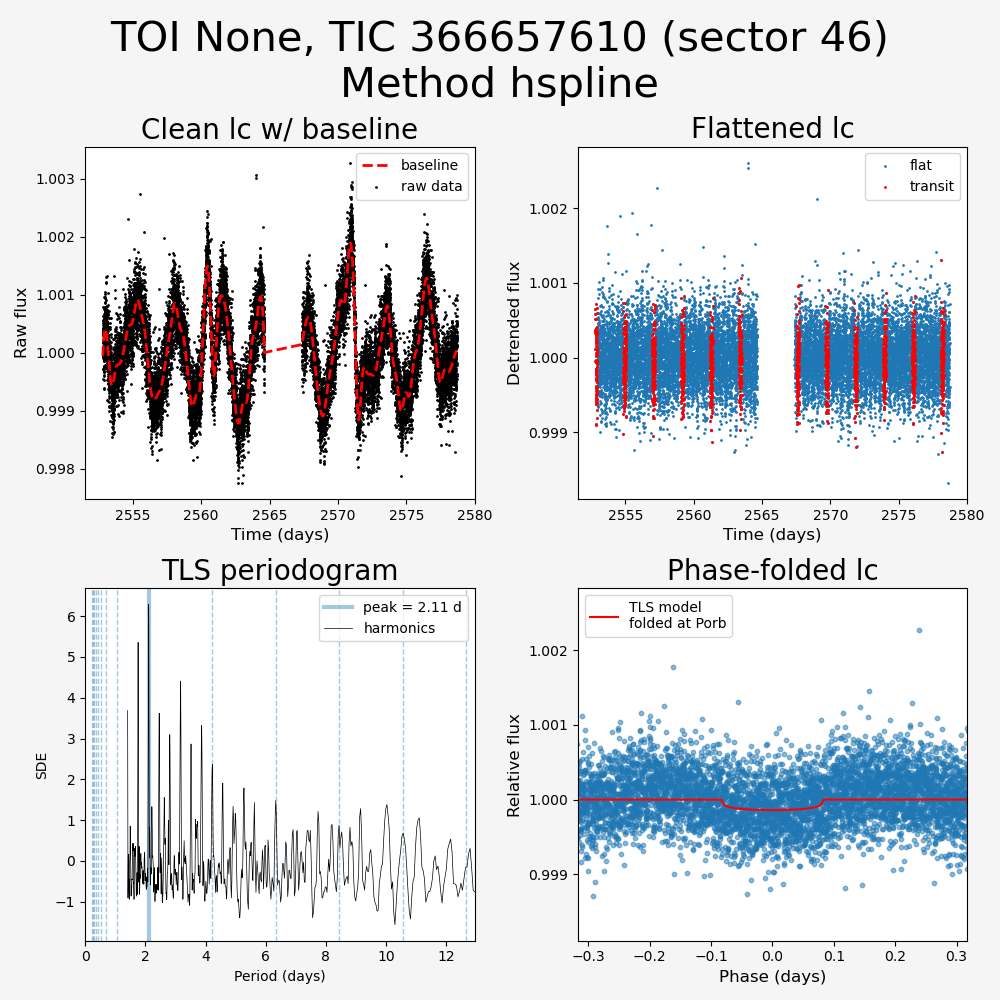 TOI None, TIC 366657610 (sector 46)
Method hspline
Clean lc w/ baseline
Flattened lc
baseline
raw data
flat
transit
Raw flux
1.003
1.002
1.001
1.000
0.999
0.998
2555
2560
2565
2570
2575
2580
Time (days)
Detrended flux
1.002
1.001
1.000
0.999
2555
2560
2565
2570
2575
2580
Time (days)
TLS periodogram
Phase-folded lc
peak = 2.11 d
harmonics
TLS model
folded at Porb
SDE
6
5
4
3
2
1
0
−1
0
2
4
6
8
10
12
Period (days)
Relative flux
1.002
1.001
1.000
0.999
−0.3
−0.2
−0.1
0.0
0.1
0.2
0.3
Phase (days)